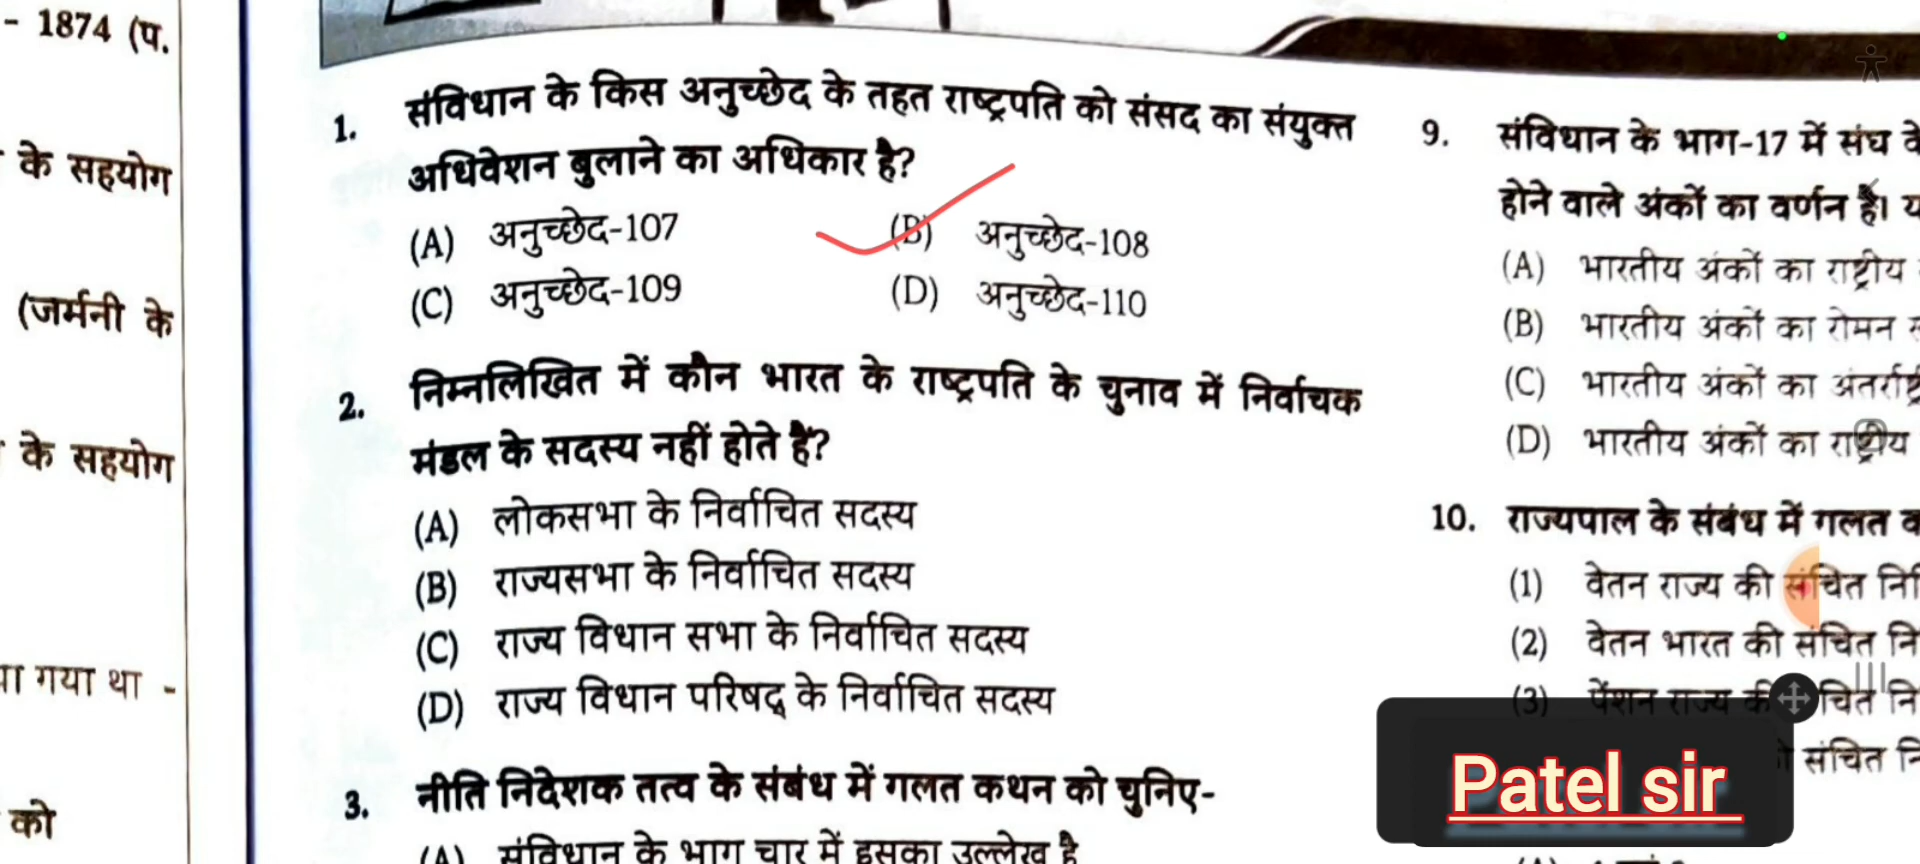 - 1874 (प.
के सहयोग
(जर्मनी के
के सहयोग
गया था -
को
1. संविधान के किस अनुच्छेद के तहत राष्ट्रपति को संसद का संयुक्त
अधिवेशन बुलाने का अधिकार है?
(A) अनुच्छेद-107 (B) अनुच्छेद-108
(C) अनुच्छेद-109 (D) अनुच्छेद-110
2. निम्नलिखित में कौन भारत के राष्ट्रपति के चुनाव में निर्वाचक
मंडल के सदस्य नहीं होते हैं?
(A) लोकसभा के निर्वाचित सदस्य
(B) राज्यसभा के निर्वाचित सदस्य
(C) राज्य विधान सभा के निर्वाचित सदस्य
(D) राज्य विधान परिषद् के निर्वाचित सदस्य
3. नीति निदेशक तत्व के संबंध में गलत कथन को चुनिए-
(A) संविधान के भाग चार में इसका उल्लेख है
9. संविधान के भाग-17 में संघ
होने वाले अंकों का वर्णन है।
(A) भारतीय अंकों का राष्ट्रीय
(B) भारतीय अंकों का रोमन
(C) भारतीय अंकों का
(D) भारतीय अंकों का राष्ट्रीय
10. राज्यपाल के संबंध में गलत
(1) वेतन राज्य की संचित
(2) वेतन भारत की संचित
(3) पेंशन राज्य की संचित
संचित
Patel sir